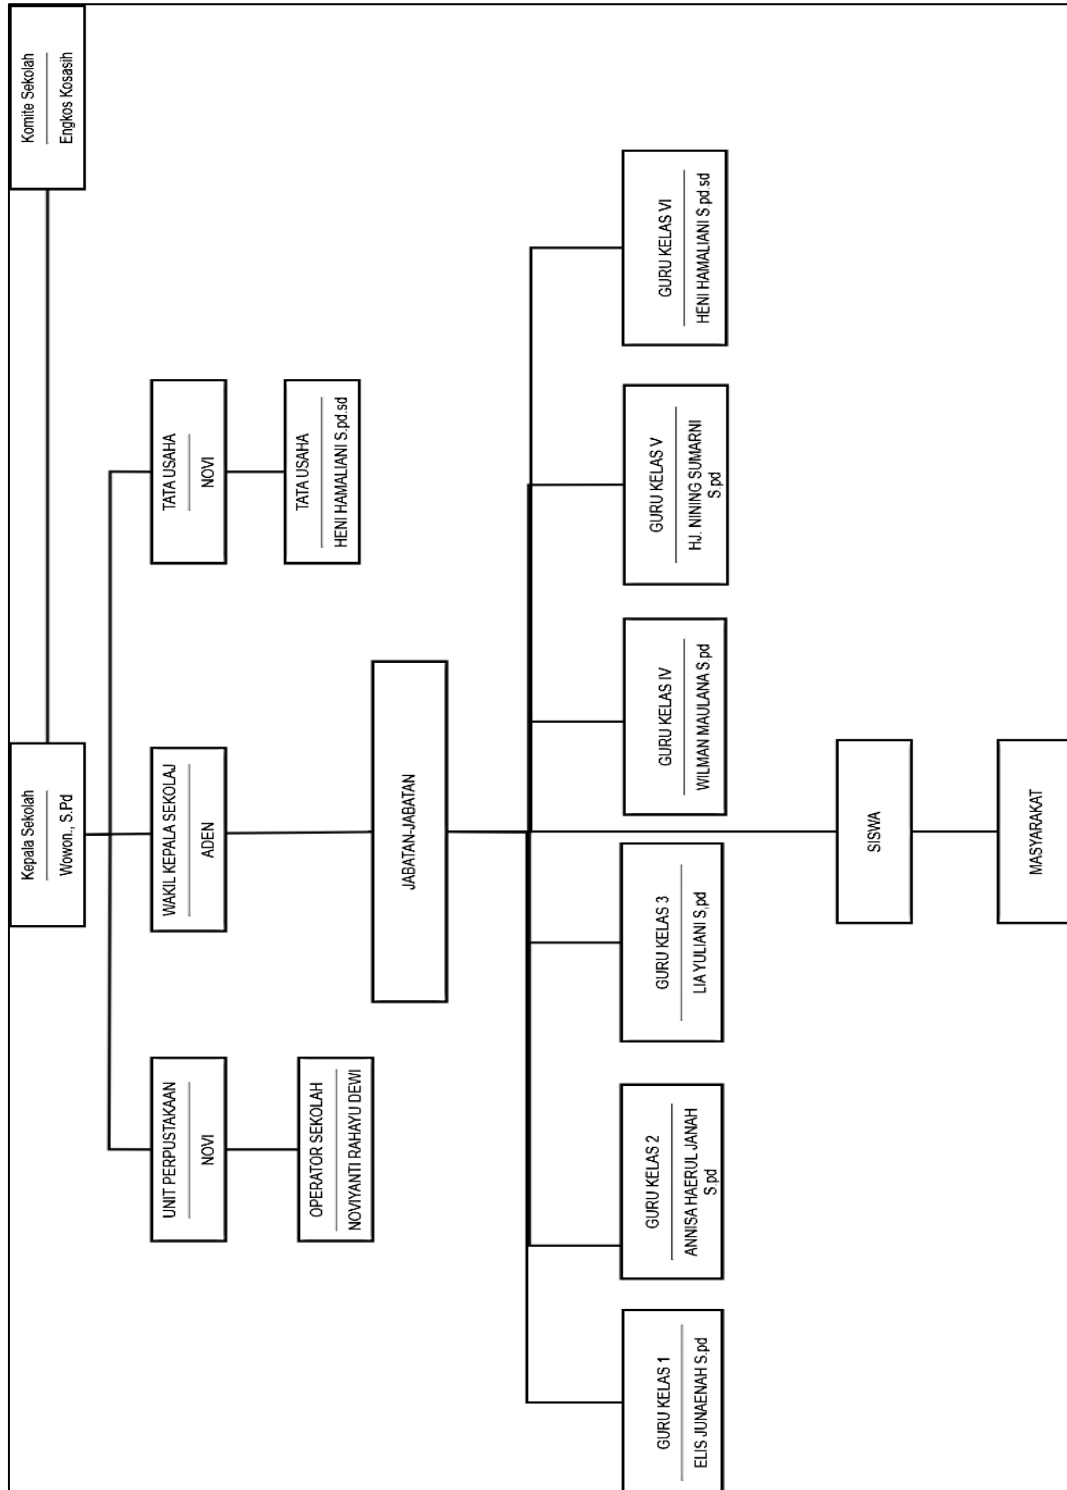 Kepala Sekolah
Wowon., S.Pd
Komite Sekolah
Engkos Kosasih
UNIT PERPUSTAKAAN
NOVI
WAKIL KEPALA SEKOLAJ
ADEN
TATA USAHA
NOVI
OPERATOR SEKOLAH
NOVIYANTI RAHAYU DEWI
TATA USAHA
HENI HAMALIANI S.pd.sd
JABATAN-JABATAN
GURU KELAS 1
ELIS JUNAENAH S.pd
GURU KELAS 2
ANNISA HAERUL JANAH
S.pd
GURU KELAS 3
LIA YULIANI S,pd
GURU KELAS IV
WILMAN MAULANA S.pd
GURU KELAS V
HJ. NINING SUMARNI
S.pd
GURU KELAS VI
HENI HAMALIANI S.pd.sd
SISWA
MASYARAKAT